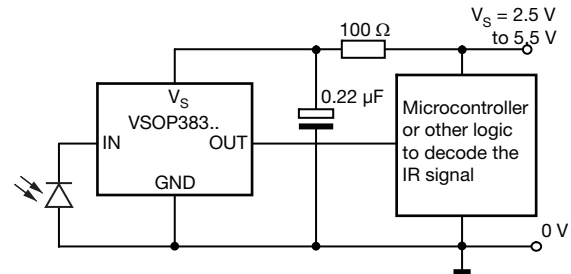 V_S = 2.5 V
to 5.5 V
100 Ω
0.22 µF
V_S
VSOP383..
IN
OUT
GND
Microcontroller
or other logic
to decode the
IR signal
0 V